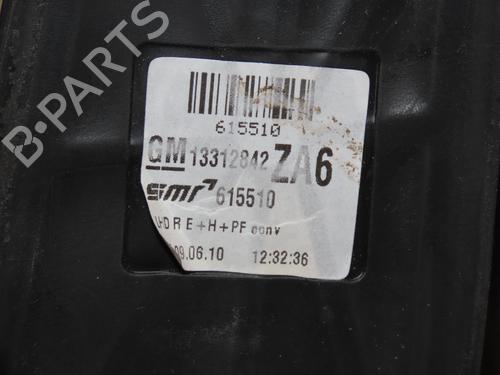 B-PARTS
615510
GM 13312842 ZA6
smr 615510
E+H+PF conv
09.06.10 12:32:36